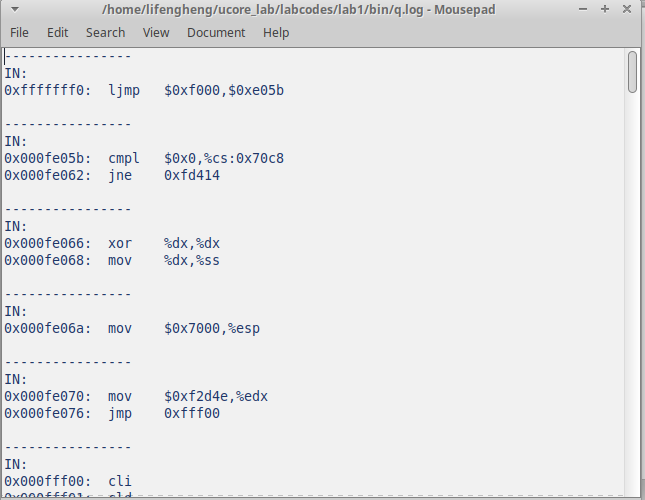 /home/lifengheng/ucore_lab/labcodes/lab1/bin/q.log - Mousepad
File Edit Search View Document Help
----------------
IN:
0xfffffff0:  ljmp   $0xf000,$0xe05b
----------------
IN:
0x000fe05b:  cmpl   $0x0,%cs:0x70c8
0x000fe062:  jne    0xfd414
----------------
IN:
0x000fe066:  xor    %dx,%dx
0x000fe068:  mov    %dx,%ss
----------------
IN:
0x000fe06a:  mov    $0x7000,%esp
----------------
IN:
0x000fe070:  mov    $0xf2d4e,%edx
0x000fe076:  jmp    0xfff00
----------------
IN:
0x000fff00:  cli
0x000fff01:  cld